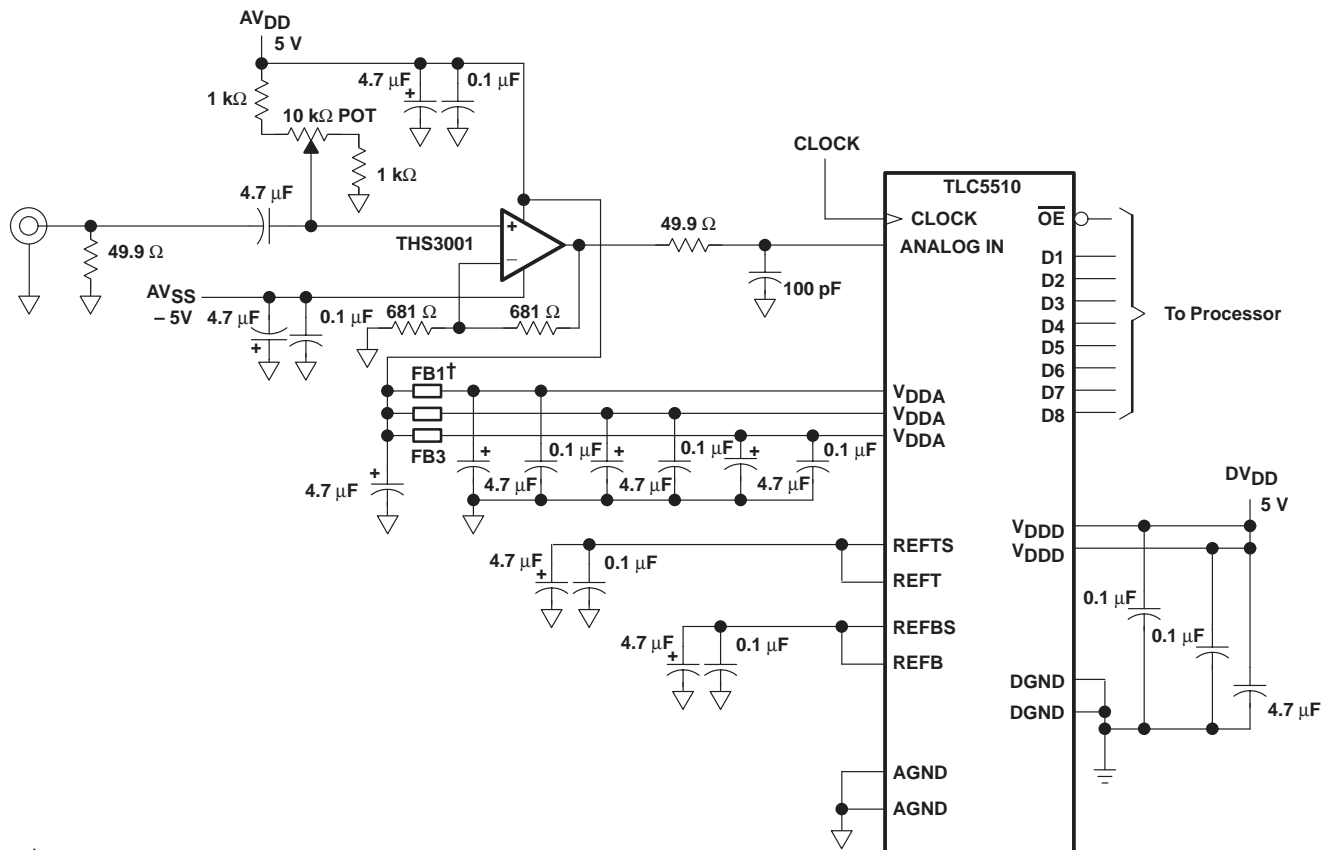 AVDD
5 V
4.7 μF
0.1 μF
1 kΩ
10 kΩ POT
1 kΩ
4.7 μF
49.9 Ω
+
THS3001
–
49.9 Ω
100 pF
AVSS
– 5V
4.7 μF
0.1 μF
+
681 Ω
681 Ω
CLOCK
TLC5510
CLOCK
OE
ANALOG IN
D1
D2
D3
D4
D5
D6
D7
D8
To Processor
FB1†
FB3
VDDA
VDDA
VDDA
+
4.7 μF
+
4.7 μF
0.1 μF
+
4.7 μF
0.1 μF
+
4.7 μF
0.1 μF
DVDD
5 V
VDDD
VDDD
REFTS
REFT
4.7 μF
+
0.1 μF
REFBS
REFB
4.7 μF
+
0.1 μF
0.1 μF
0.1 μF
4.7 μF
+
DGND
DGND
AGND
AGND